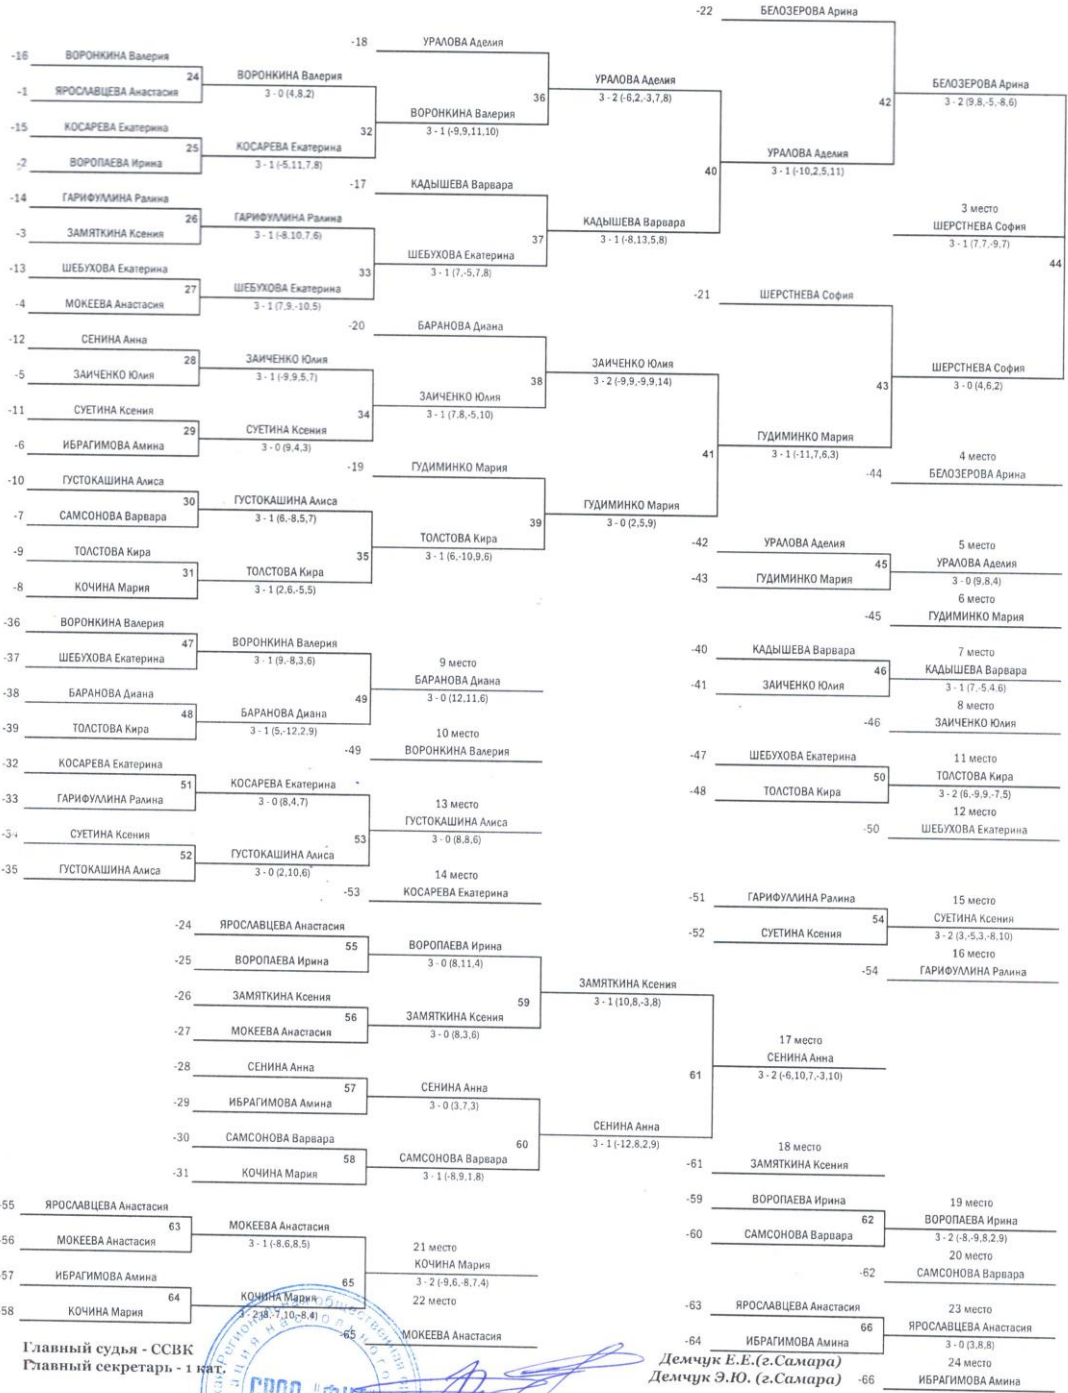 -22 БЕЛОЗЕРОВА Арина
-18 УРАЛОВА Аделия
-16 ВОРОНКИНА Валерия
24 ВОРОНКИНА Валерия
3 - 0 (4,8,2)
-1 ЯРОСЛАВЦЕВА Анастасия
36 УРАЛОВА Аделия
3 - 2 (-6,2,-3,7,8)
42 БЕЛОЗЕРОВА Арина
3 - 2 (9,8,-5,-8,6)
-15 КОСАРЕВА Екатерина
32 ВОРОНКИНА Валерия
3 - 1 (-9,9,11,10)
25 КОСАРЕВА Екатерина
3 - 1 (-5,11,7,8)
-2 ВОРОПАЕВА Ирина
40 УРАЛОВА Аделия
3 - 1 (-10,2,5,11)
-14 ГАРИФУЛЛИНА Ралина
-17 КАДЫШЕВА Варвара
26 ГАРИФУЛЛИНА Ралина
3 - 1 (-8,10,7,6)
-3 ЗАМЯТКИНА Ксения
37 КАДЫШЕВА Варвара
3 - 1 (-8,13,5,8)
3 место
ШЕРСТНЕВА София
3 - 1 (7,7,-9,7)
44
-13 ШЕБУХОВА Екатерина
33 ШЕБУХОВА Екатерина
3 - 1 (7,-5,7,8)
27 ШЕБУХОВА Екатерина
3 - 1 (7,9,-10,5)
-4 МОКЕЕВА Анастасия
-21 ШЕРСТНЕВА София
-12 СЕНИНА Анна
-20 БАРАНОВА Диана
28 ЗАИЧЕНКО Юлия
3 - 1 (-9,9,5,7)
-5 ЗАИЧЕНКО Юлия
38 ЗАИЧЕНКО Юлия
3 - 2 (-9,9,-9,9,14)
43 ШЕРСТНЕВА София
3 - 0 (4,6,2)
-11 СУЕТИНА Ксения
34 ЗАИЧЕНКО Юлия
3 - 1 (7,8,-5,10)
29 СУЕТИНА Ксения
3 - 0 (9,4,3)
-6 ИБРАГИМОВА Амина
41 ГУДИМИНКО Мария
3 - 1 (-11,7,6,3)
4 место
-44 БЕЛОЗЕРОВА Арина
-10 ГУСТОКАШИНА Алиса
-19 ГУДИМИНКО Мария
30 ГУСТОКАШИНА Алиса
3 - 1 (6,-8,5,7)
-7 САМСОНОВА Варвара
39 ГУДИМИНКО Мария
3 - 0 (2,5,9)
-9 ТОЛСТОВА Кира
35 ТОЛСТОВА Кира
3 - 1 (6,-10,9,6)
31 ТОЛСТОВА Кира
3 - 1 (2,6,-5,5)
-8 КОЧИНА Мария
-42 УРАЛОВА Аделия
5 место
45 УРАЛОВА Аделия
3 - 0 (9,8,4)
-43 ГУДИМИНКО Мария
6 место
-45 ГУДИМИНКО Мария
-36 ВОРОНКИНА Валерия
47 ВОРОНКИНА Валерия
3 - 1 (9,-8,3,6)
-37 ШЕБУХОВА Екатерина
9 место
49 БАРАНОВА Диана
3 - 0 (12,11,6)
-40 КАДЫШЕВА Варвара
7 место
46 КАДЫШЕВА Варвара
3 - 1 (7,-5,4,6)
-41 ЗАИЧЕНКО Юлия
8 место
-46 ЗАИЧЕНКО Юлия
-38 БАРАНОВА Диана
48 БАРАНОВА Диана
3 - 1 (5,-12,2,9)
-39 ТОЛСТОВА Кира
10 место
-49 ВОРОНКИНА Валерия
-47 ШЕБУХОВА Екатерина
11 место
50 ТОЛСТОВА Кира
3 - 2 (6,-9,9,-7,5)
-48 ТОЛСТОВА Кира
12 место
-50 ШЕБУХОВА Екатерина
-32 КОСАРЕВА Екатерина
51 КОСАРЕВА Екатерина
3 - 0 (8,4,7)
-33 ГАРИФУЛЛИНА Ралина
13 место
53 ГУСТОКАШИНА Алиса
3 - 0 (8,8,6)
-34 СУЕТИНА Ксения
52 ГУСТОКАШИНА Алиса
3 - 0 (2,10,6)
-35 ГУСТОКАШИНА Алиса
14 место
-53 КОСАРЕВА Екатерина
-51 ГАРИФУЛЛИНА Ралина
15 место
54 СУЕТИНА Ксения
3 - 2 (3,-5,3,-8,10)
-52 СУЕТИНА Ксения
16 место
-54 ГАРИФУЛЛИНА Ралина
-24 ЯРОСЛАВЦЕВА Анастасия
55 ВОРОПАЕВА Ирина
3 - 0 (8,11,4)
-25 ВОРОПАЕВА Ирина
59 ЗАМЯТКИНА Ксения
3 - 1 (10,8,-3,8)
-26 ЗАМЯТКИНА Ксения
56 ЗАМЯТКИНА Ксения
3 - 0 (8,3,6)
-27 МОКЕЕВА Анастасия
17 место
61 СЕНИНА Анна
3 - 2 (-6,10,7,-3,10)
-28 СЕНИНА Анна
57 СЕНИНА Анна
3 - 0 (3,7,3)
-29 ИБРАГИМОВА Амина
60 СЕНИНА Анна
3 - 1 (-12,8,2,9)
-30 САМСОНОВА Варвара
58 САМСОНОВА Варвара
3 - 1 (-8,9,1,8)
-31 КОЧИНА Мария
18 место
-61 ЗАМЯТКИНА Ксения
-55 ЯРОСЛАВЦЕВА Анастасия
63 МОКЕЕВА Анастасия
3 - 1 (-8,6,8,5)
-56 МОКЕЕВА Анастасия
21 место
65 КОЧИНА Мария
3 - 2 (-9,6,-8,7,4)
-59 ВОРОПАЕВА Ирина
19 место
62 ВОРОПАЕВА Ирина
3 - 2 (-8,-9,8,2,9)
-60 САМСОНОВА Варвара
20 место
-62 САМСОНОВА Варвара
-57 ИБРАГИМОВА Амина
64 КОЧИНА Мария
3 - 2 (8,-7,10,-8,4)
-58 КОЧИНА Мария
22 место
-65 МОКЕЕВА Анастасия
-63 ЯРОСЛАВЦЕВА Анастасия
23 место
66 ЯРОСЛАВЦЕВА Анастасия
3 - 0 (3,8,8)
-64 ИБРАГИМОВА Амина
24 место
-66 ИБРАГИМОВА Амина
Главный судья - ССВК
Демчук Е.Е.(г.Самара)
Главный секретарь - 1 кат.
Демчук Э.Ю. (г.Самара)